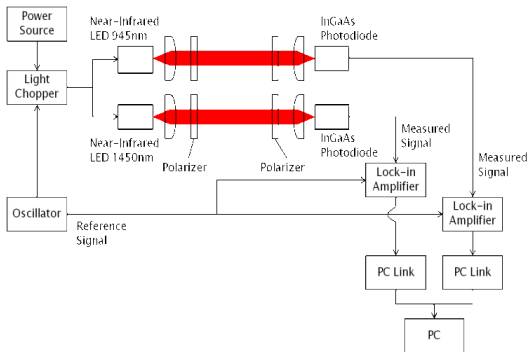 Power
Source
Near-Infrared
LED 945nm
InGaAs
Photodiode
Light
Chopper
Near-Infrared
LED 1450nm
Polarizer
Polarizer
InGaAs
Photodiode
Measured
Signal
Measured
Signal
Lock-in
Amplifier
Oscillator
Reference
Signal
Lock-in
Amplifier
PC Link
PC Link
PC